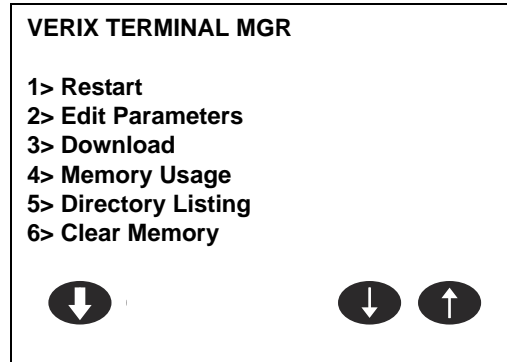 VERIX TERMINAL MGR
1> Restart
2> Edit Parameters
3> Download
4> Memory Usage
5> Directory Listing
6> Clear Memory